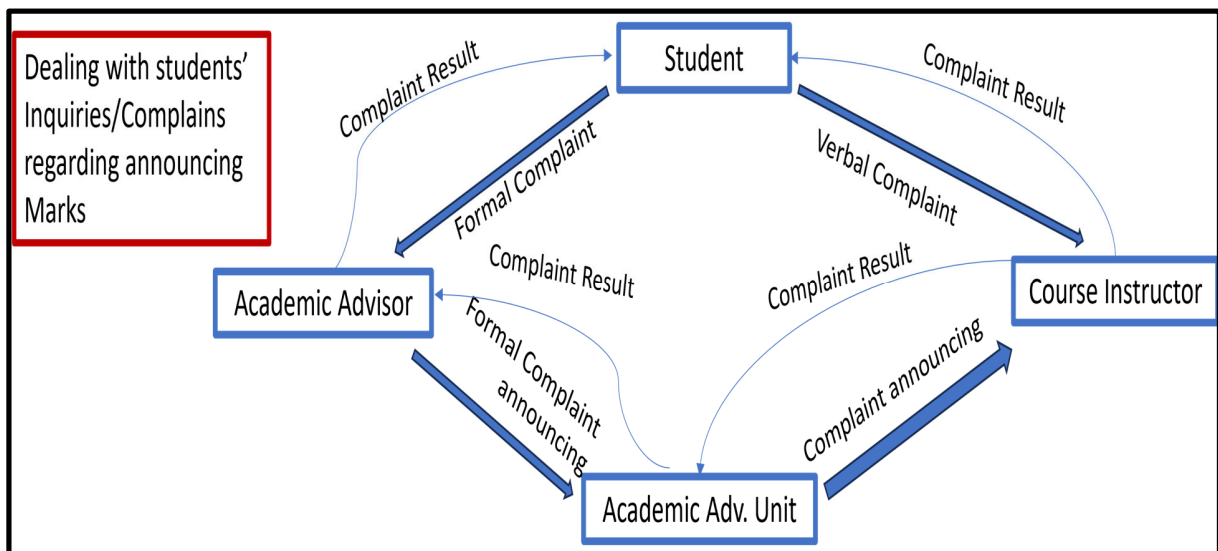 Dealing with students'
Inquiries/Complains
regarding announcing
Marks
Student
Complaint Result
Complaint Result
Formal Complaint
Verbal Complaint
Complaint Result
Complaint Result
Academic Advisor
Course Instructor
Formal Complaint
announcing
Complaint announcing
Academic Adv. Unit